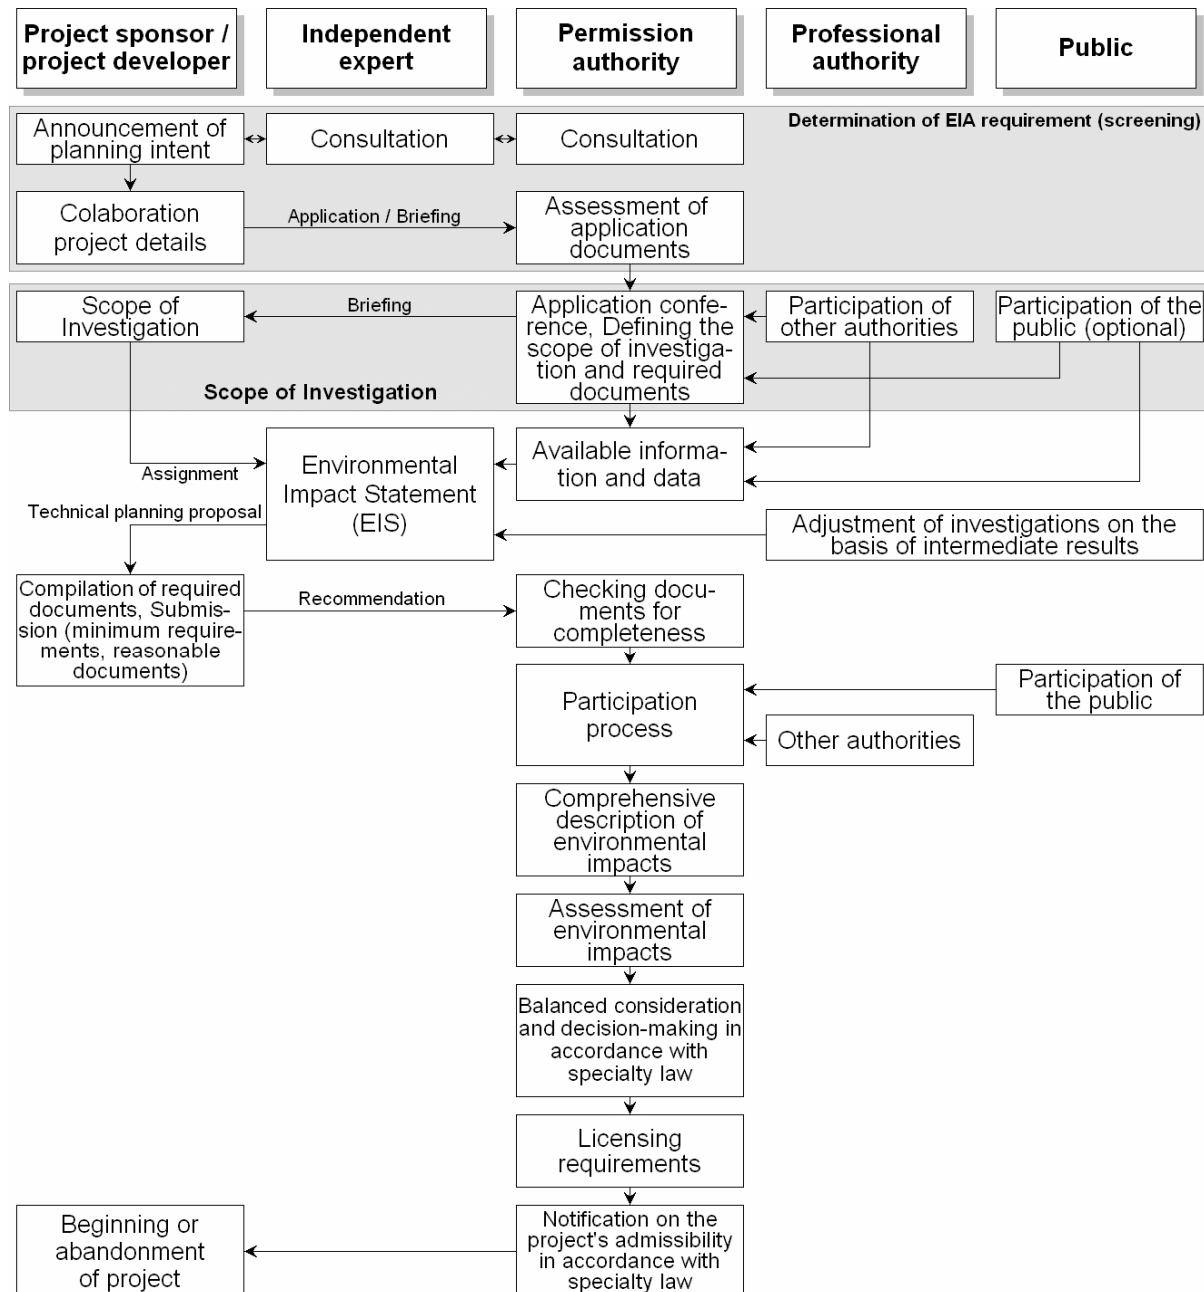 Project sponsor /
project developer
Independent
expert
Permission
authority
Professional
authority
Public
Determination of EIA requirement (screening)
Announcement of
planning intent
Consultation
Consultation
Colaboration
project details
Application / Briefing
Assessment of
application
documents
Scope of
Investigation
Briefing
Application confe-
rence, Defining the
scope of investiga-
tion and required
documents
Participation of
other authorities
Participation of the
public (optional)
Scope of Investigation
Assignment
Environmental
Impact Statement
(EIS)
Available informa-
tion and data
Technical planning proposal
Adjustment of investigations on the
basis of intermediate results
Compilation of required
documents, Submis-
sion (minimum require-
ments, reasonable
documents)
Recommendation
Checking docu-
ments for
completeness
Participation
process
Participation of
the public
Other authorities
Comprehensive
description of
environmental
impacts
Assessment of
environmental
impacts
Balanced consideration
and decision-making in
accordance with
specialty law
Licensing
requirements
Beginning or
abandonment
of project
Notification on the
project's admissibility
in accordance with
specialty law